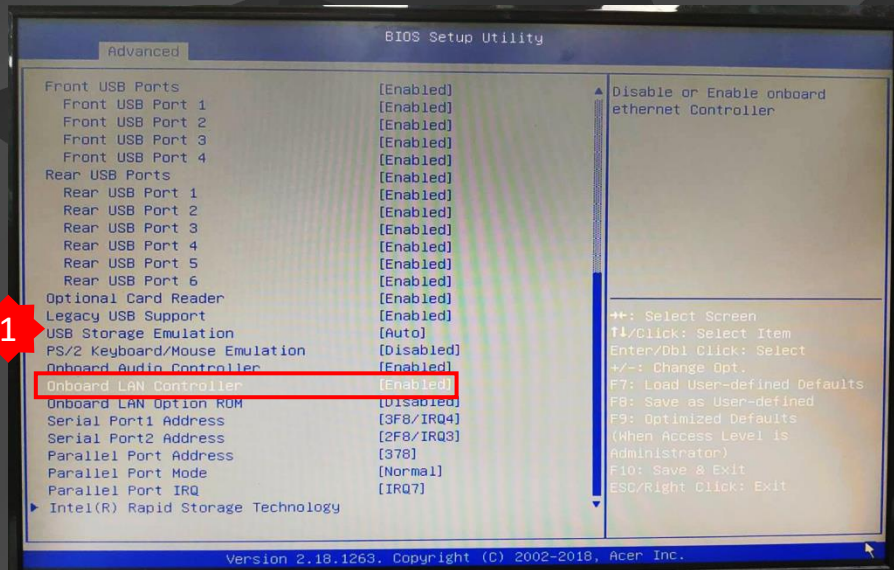 BIOS Setup Utility
Advanced
Front USB Ports [Enabled]
Front USB Port 1 [Enabled]
Front USB Port 2 [Enabled]
Front USB Port 3 [Enabled]
Front USB Port 4 [Enabled]
Rear USB Ports [Enabled]
Rear USB Port 1 [Enabled]
Rear USB Port 2 [Enabled]
Rear USB Port 3 [Enabled]
Rear USB Port 4 [Enabled]
Rear USB Port 5 [Enabled]
Rear USB Port 6 [Enabled]
Optional Card Reader [Enabled]
Legacy USB Support [Enabled]
1
USB Storage Emulation [Auto]
PS/2 Keyboard/Mouse Emulation [Disabled]
Onboard Audio Controller [Enabled]
Onboard LAN Controller [Enabled]
Onboard LAN Option ROM [Disabled]
Serial Port1 Address [3F8/IRQ4]
Serial Port2 Address [2F8/IRQ3]
Parallel Port Address [378]
Parallel Port Mode [Normal]
Parallel Port IRQ [IRQ7]
Intel(R) Rapid Storage Technology
Disable or Enable onboard
ethernet Controller
→←: Select Screen
↑↓/Click: Select Item
Enter/Dbl Click: Select
+/-: Change Opt.
F7: Load User-defined Defaults
F8: Save as User-defined
F9: Optimized Defaults
(When Access Level is
Administrator)
F10: Save & Exit
ESC/Right Click: Exit
Version 2.18.1263. Copyright (C) 2002-2018, Acer Inc.